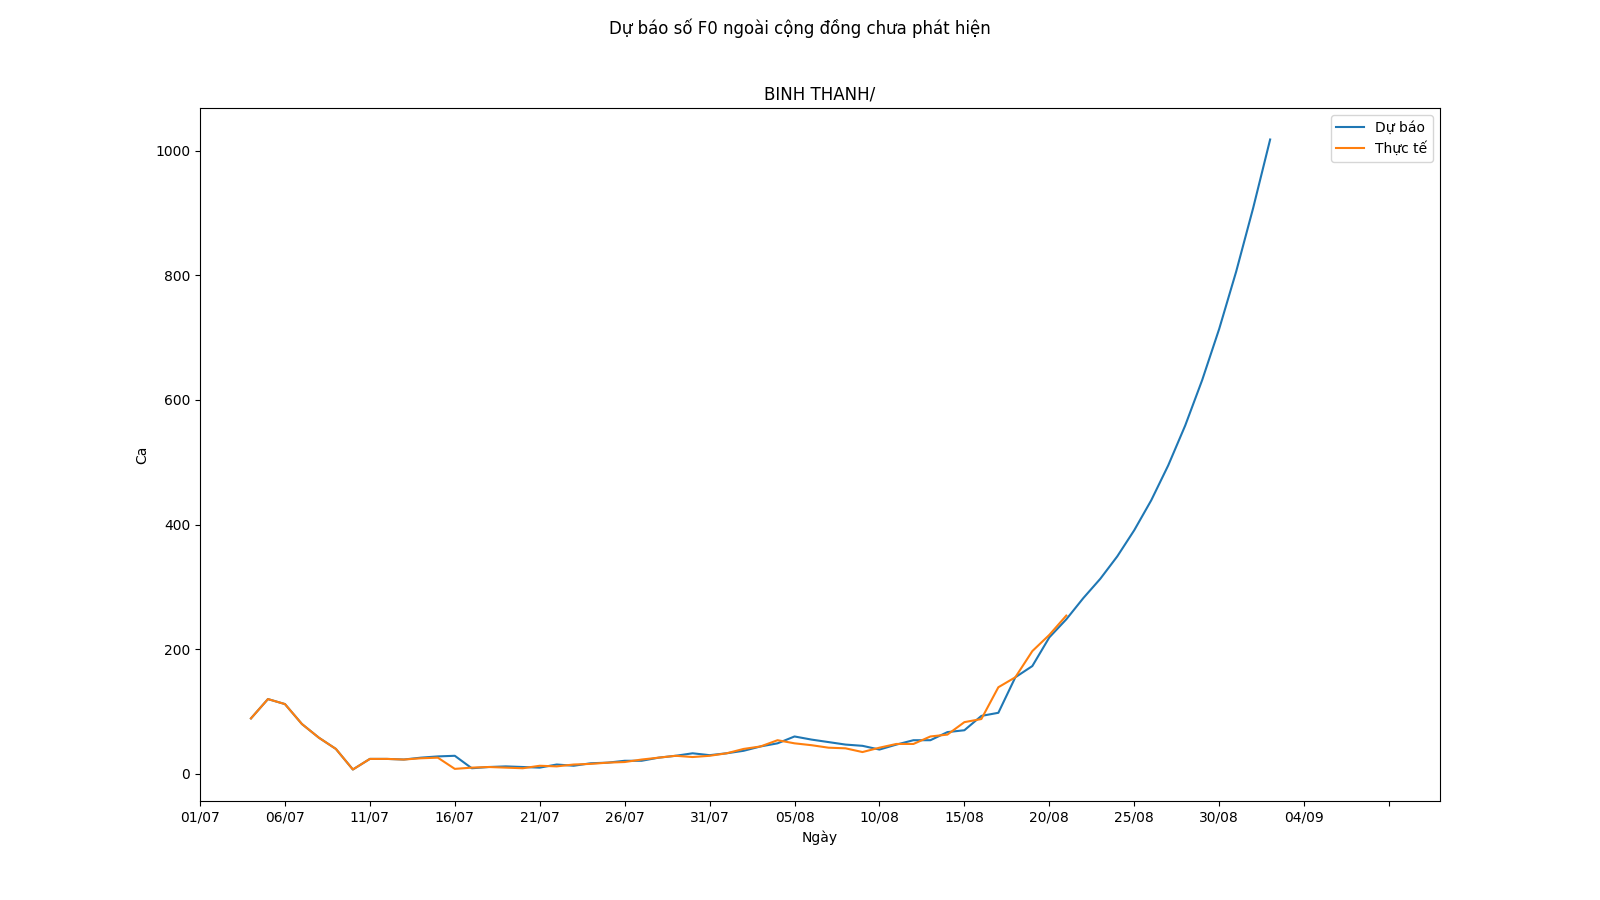 Dự báo số F0 ngoài cộng đồng chưa phát hiện
BINH THANH/
Dự báo
Thực tế
1000
800
600
400
200
0
Ca
01/07 06/07 11/07 16/07 21/07 26/07 31/07 05/08 10/08 15/08 20/08 25/08 30/08 04/09
Ngày